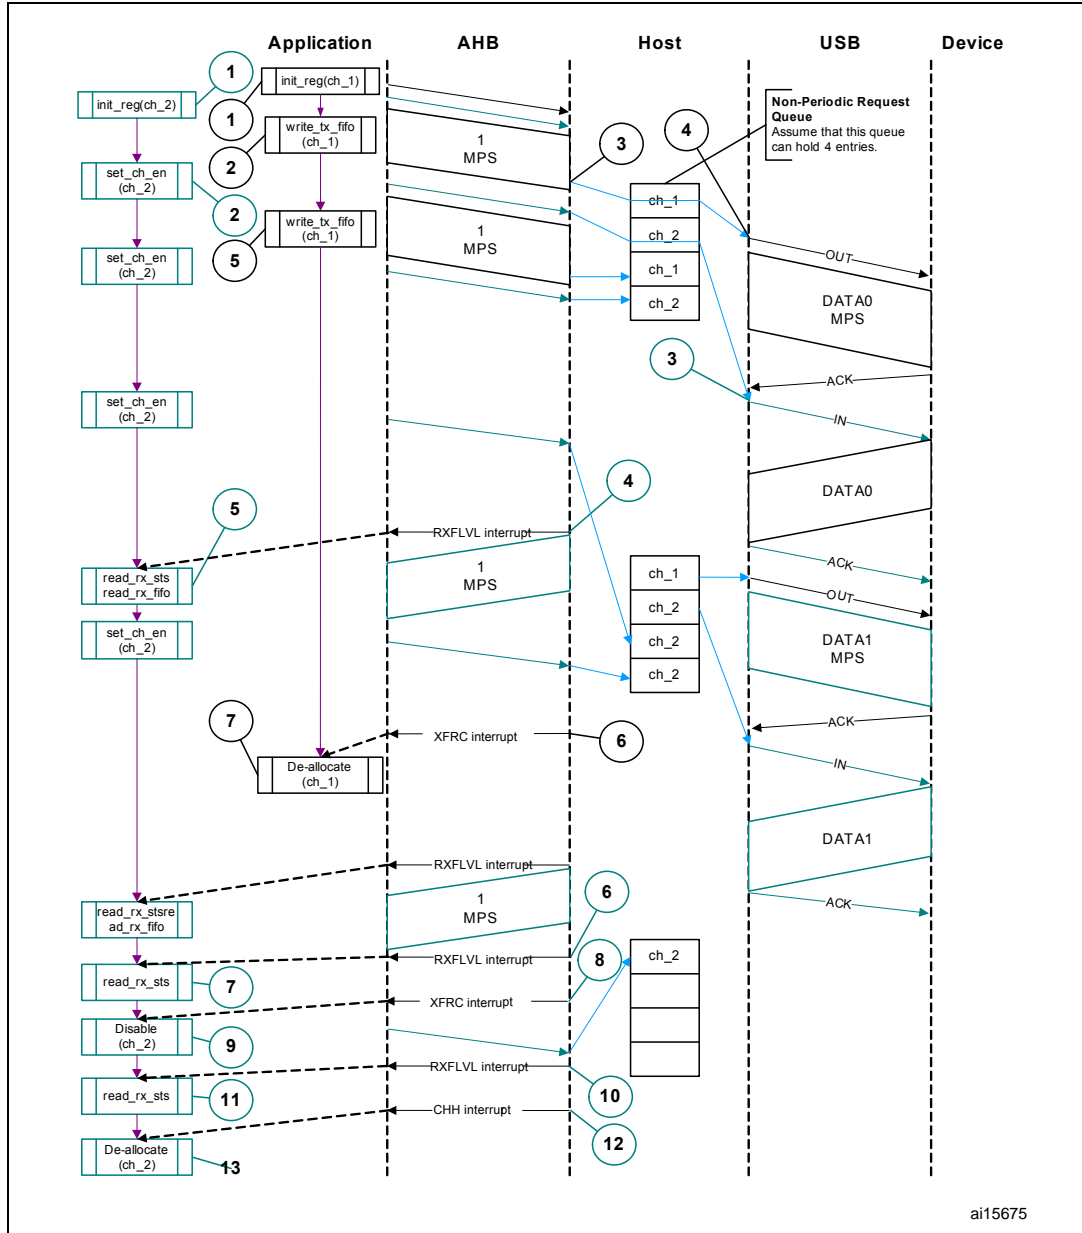 Application AHB Host USB Device
1
init_reg(ch_1)
init_reg(ch_2)
1
Non-Periodic Request
Queue
Assume that this queue
can hold 4 entries.
write_tx_fifo
(ch_1)
2
1
MPS
3
4
set_ch_en
(ch_2)
2
ch_1
write_tx_fifo
(ch_1)
5
1
MPS
ch_2
OUT
set_ch_en
(ch_2)
ch_1
ch_2
DATA0
MPS
3
ACK
set_ch_en
(ch_2)
IN
4
DATA0
5
RXFLVL interrupt
ACK
read_rx_sts
read_rx_fifo
1
MPS
ch_1
OUT
ch_2
set_ch_en
(ch_2)
ch_2
DATA1
MPS
ch_2
7
XFRC interrupt
6
ACK
De-allocate
(ch_1)
IN
DATA1
RXFLVL interrupt
6
read_rx_stsre
ad_rx_fifo
1
MPS
ACK
RXFLVL interrupt
8
ch_2
read_rx_sts
7
XFRC interrupt
Disable
(ch_2)
9
RXFLVL interrupt
10
read_rx_sts
11
CHH interrupt
12
De-allocate
(ch_2)
13
ai15675